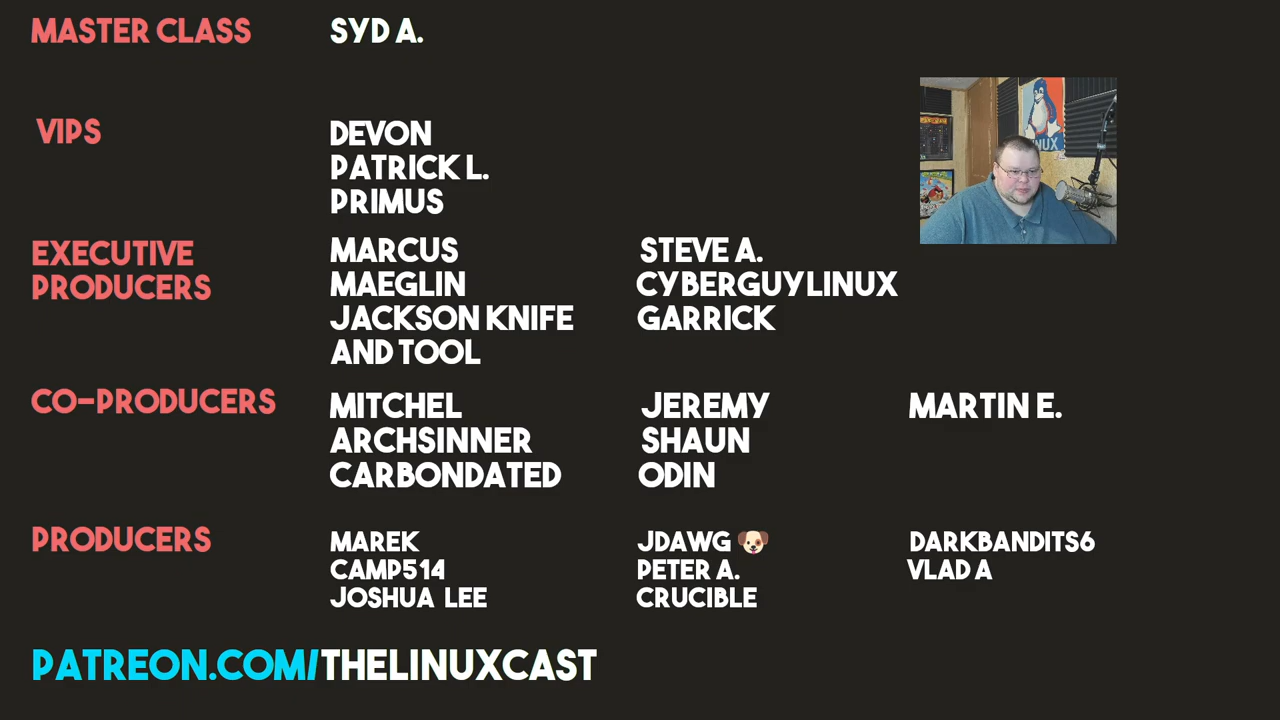 MASTER CLASS SYD A.
VIPS DEVON
PATRICK L.
PRIMUS
EXECUTIVE PRODUCERS
MARCUS STEVE A.
MAEGLIN CYBERGUYLINUX
JACKSON KNIFE GARRICK
AND TOOL
CO-PRODUCERS MITCHEL JEREMY MARTIN E.
ARCHSINNER SHAUN
CARBONDATED ODIN
PRODUCERS MAREK JDAWG 🐶 DARKBANDITS6
CAMP514 PETER A. VLAD A
JOSHUA LEE CRUCIBLE
PATREON.COM/THELINUXCAST